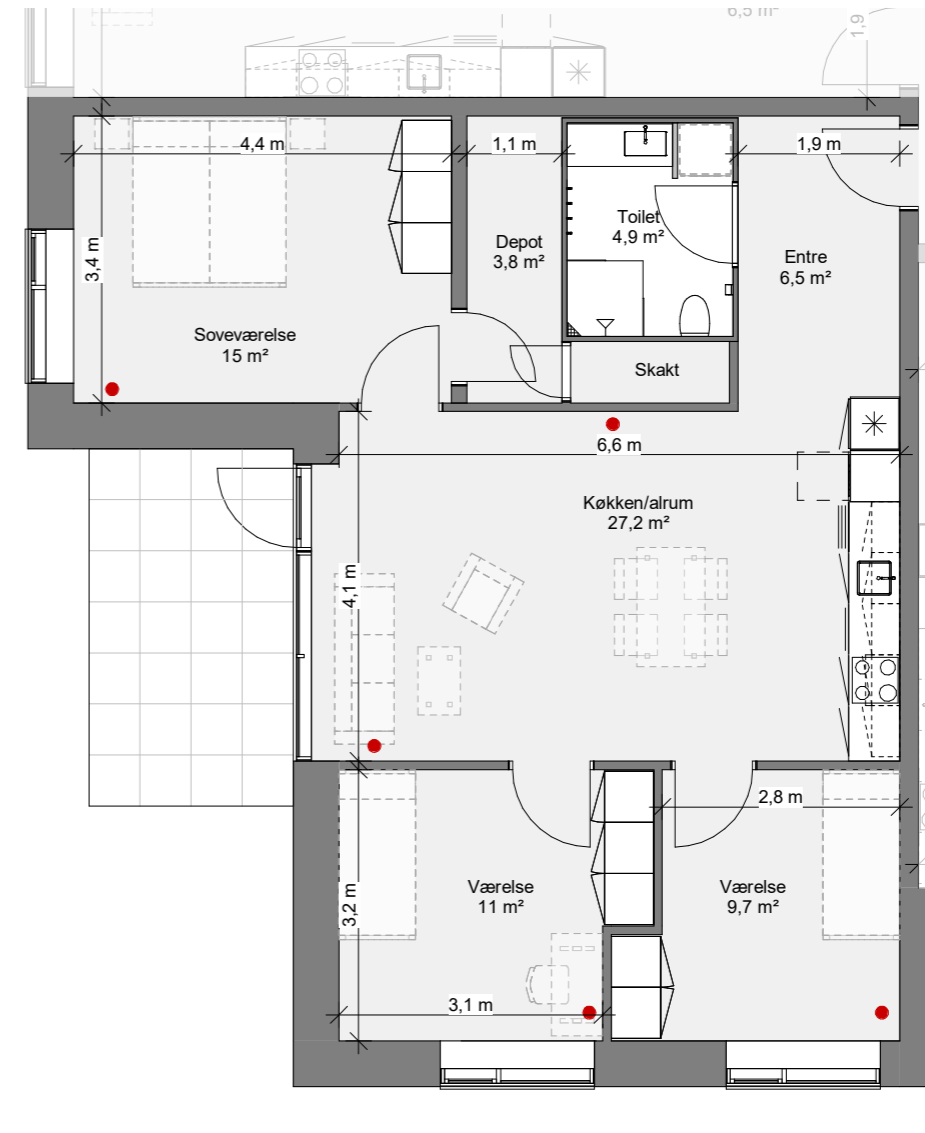 6,5 m²
1,9
4,4 m
1,1 m
1,9 m
3,4 m
Toilet
4,9 m²
Depot
3,8 m²
Entre
6,5 m²
Soveværelse
15 m²
Skakt
6,6 m
Køkken/alrum
27,2 m²
4,1 m
2,8 m
Værelse
11 m²
Værelse
9,7 m²
3,2 m
3,1 m